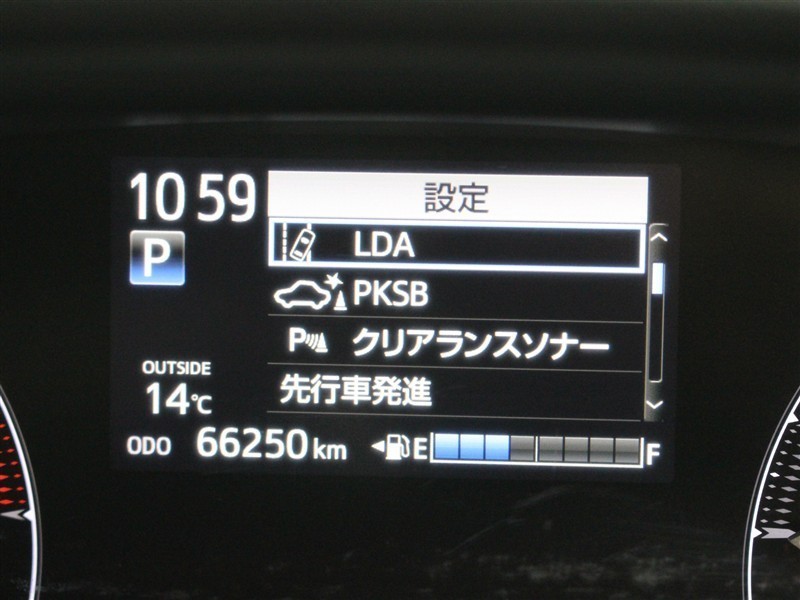 10 59
設定
P
LDA
PKSB
P クリアランスソナー
先行車発進
OUTSIDE
14℃
ODO 66250 km E F